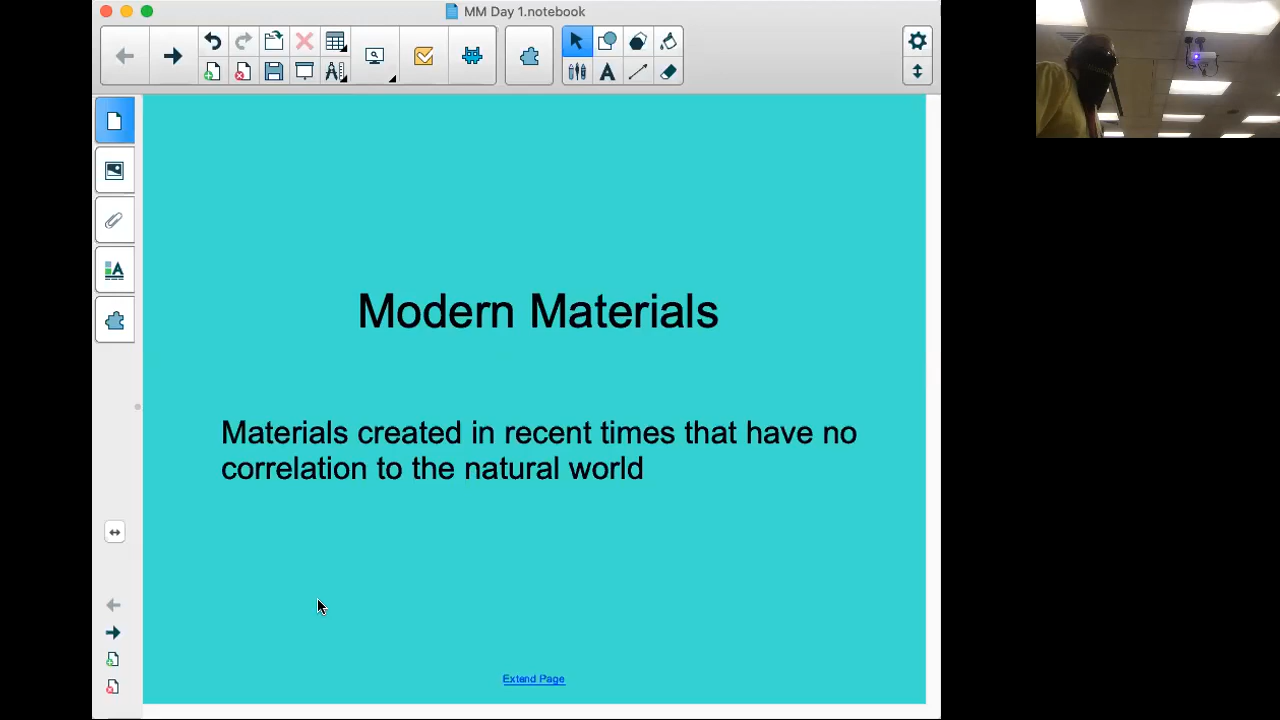 MM Day 1.notebook
Modern Materials
Materials created in recent times that have no
correlation to the natural world
Extend Page